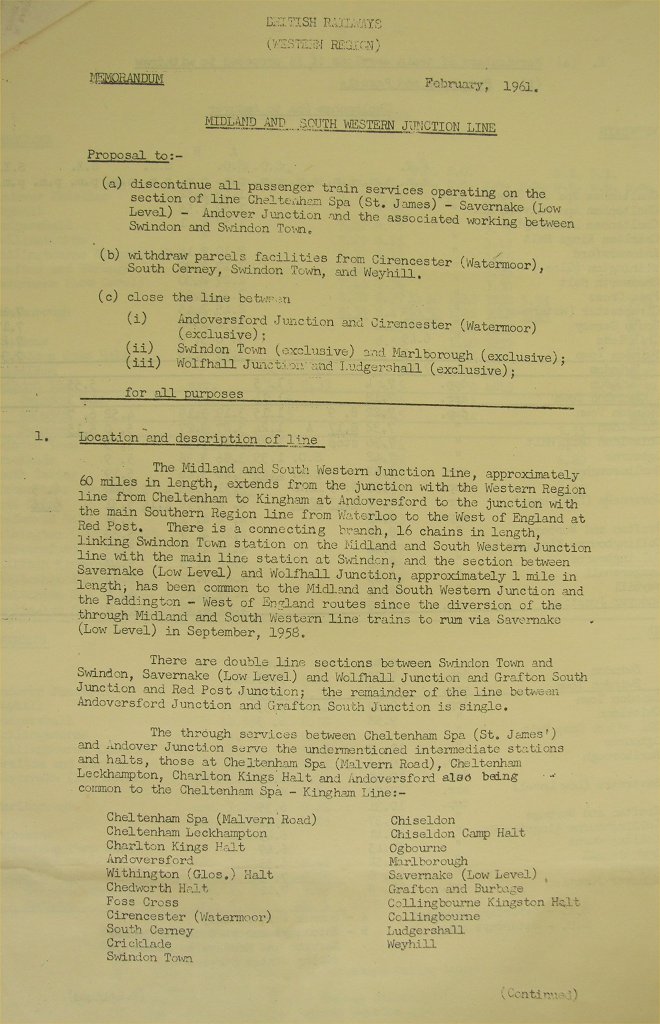 BRITISH RAILWAYS
(WESTERN REGION)
MEMORANDUM
February, 1961.
MIDLAND AND SOUTH WESTERN JUNCTION LINE
Proposal to:-
(a) discontinue all passenger train services operating on the
section of line Cheltenham Spa (St. James) - Savernake (Low
Level) - Andover Junction and the associated working between
Swindon and Swindon Town.
(b) withdraw parcels facilities from Cirencester (Watermoor),
South Cerney, Swindon Town, and Weyhill.
(c) close the line between
(i) Andoversford Junction and Cirencester (Watermoor)
(exclusive);
(ii) Swindon Town (exclusive) and Marlborough (exclusive);
(iii) Wolfhall Junction and Ludgershall (exclusive);
for all purposes
1. Location and description of line
The Midland and South Western Junction line, approximately
60 miles in length, extends from the junction with the Western Region
line from Cheltenham to Kingham at Andoversford to the junction with
the main Southern Region line from Waterloo to the West of England at
Red Post. There is a connecting branch, 16 chains in length,
linking Swindon Town station on the Midland and South Western Junction
line with the main line station at Swindon, and the section between
Savernake (Low Level) and Wolfhall Junction, approximately 1 mile in
length, has been common to the Midland and South Western Junction and
the Paddington - West of England routes since the diversion of the
through Midland and South Western line trains to rum via Savernake
(Low Level) in September, 1958.
There are double line sections between Swindon Town and
Swindon, Savernake (Low Level) and Wolfhall Junction and Grafton South
Junction and Red Post Junction; the remainder of the line between
Andoversford Junction and Grafton South Junction is single.
The through services between Cheltenham Spa (St. James')
and Andover Junction serve the undermentioned intermediate stations
and halts, those at Cheltenham Spa (Malvern Road), Cheltenham
Leckhampton, Charlton Kings Halt and Andoversford also being
common to the Cheltenham Spa - Kingham Line:-
Cheltenham Spa (Malvern Road)
Cheltenham Leckhampton
Charlton Kings Halt
Andoversford
Withington (Glos.) Halt
Chedworth Halt
Foss Cross
Cirencester (Watermoor)
South Cerney
Cricklade
Swindon Town
Chiseldon
Chiseldon Camp Halt
Ogbourne
Marlborough
Savernake (Low Level)
Grafton and Burbage
Collingbourne Kingston Halt
Collingbourne
Ludgershall
Weyhill
(Continued)